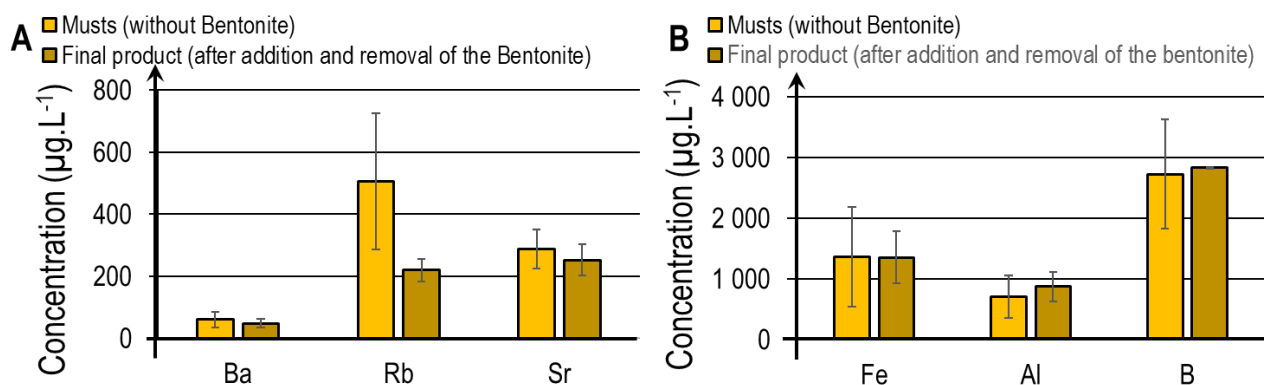 A
Musts (without Bentonite)
Final product (after addition and removal of the Bentonite)
Concentration (µg.L⁻¹)
800
600
400
200
0
Ba Rb Sr
B
Musts (without Bentonite)
Final product (after addition and removal of the bentonite)
Concentration (µg.L⁻¹)
4 000
3 000
2 000
1 000
0
Fe Al B